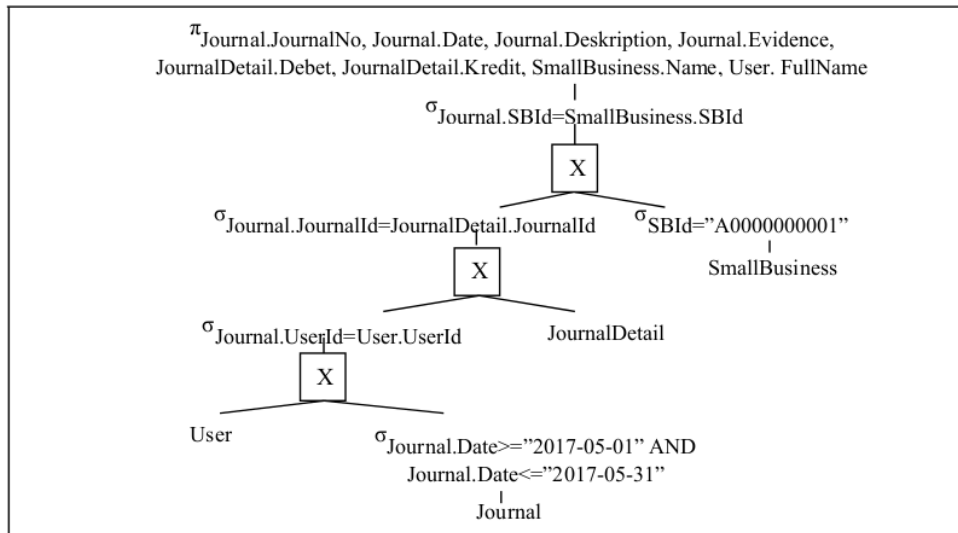 πJournal.JournalNo, Journal.Date, Journal.Deskription, Journal.Evidence,
JournalDetail.Debet, JournalDetail.Kredit, SmallBusiness.Name, User. FullName
σJournal.SBId=SmallBusiness.SBId
X
σJournal.JournalId=JournalDetail.JournalId
σSBId=”A0000000001”
SmallBusiness
X
σJournal.UserId=User.UserId
JournalDetail
X
User
σJournal.Date>=”2017-05-01” AND
Journal.Date<=”2017-05-31”
Journal